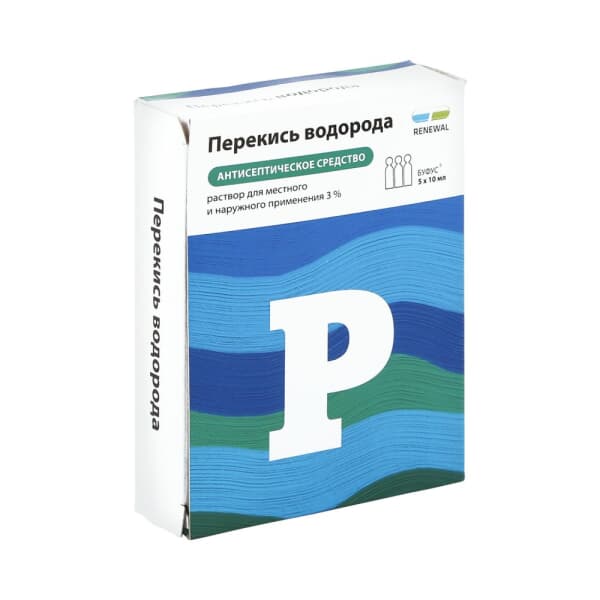 Перекись водорода
RENEWAL
АНТИСЕПТИЧЕСКОЕ СРЕДСТВО
раствор для местного
и наружного применения 3 %
БУФУС®
5 x 10 мл
P
Перекись водорода